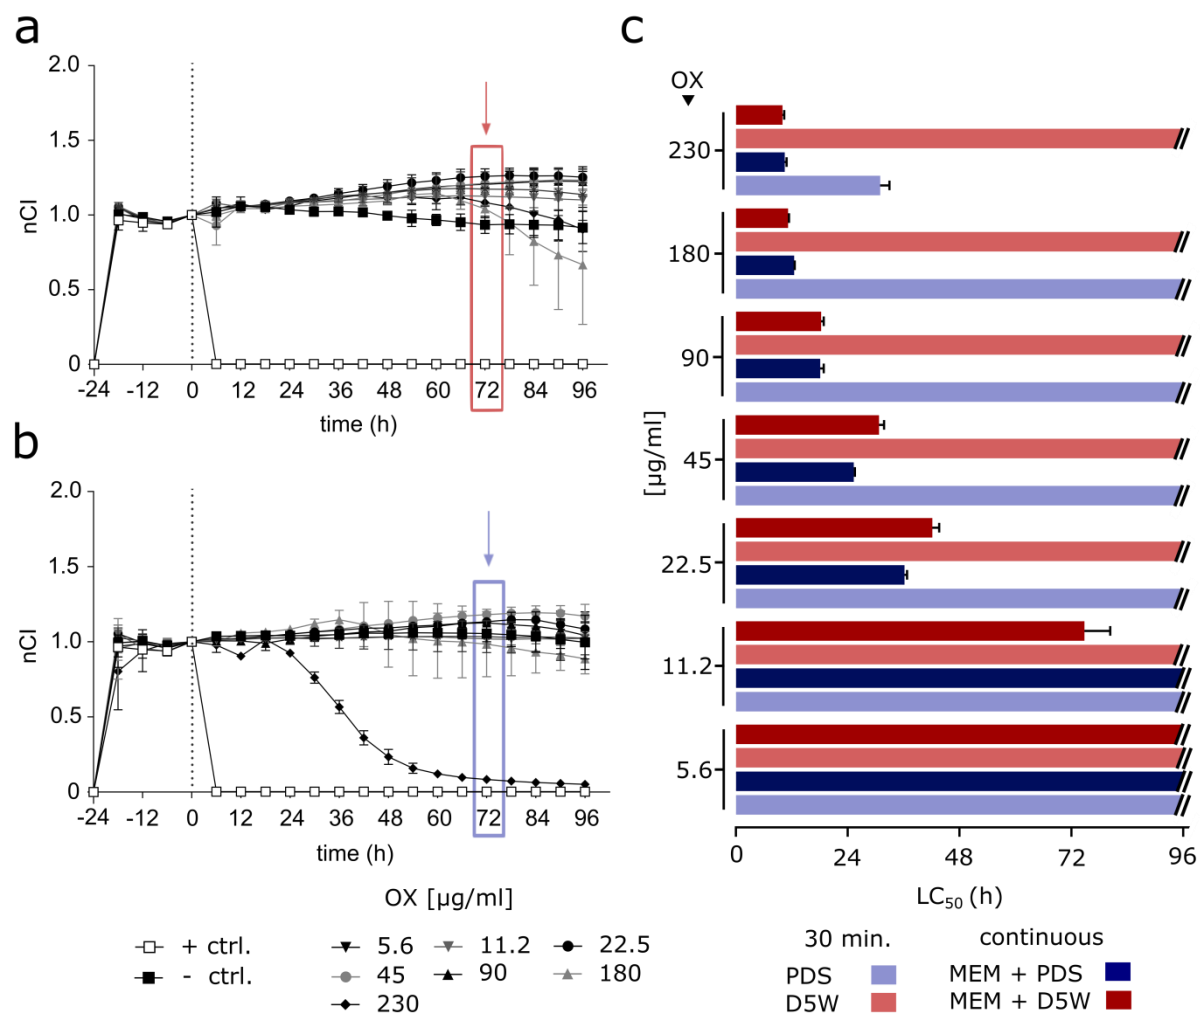 a
2.0
1.5
1.0
0.5
0
nCI
-24 -12 0 12 24 36 48 60 72 84 96
time (h)
b
2.0
1.5
1.0
0.5
0
nCI
-24 -12 0 12 24 36 48 60 72 84 96
time (h)
OX [µg/ml]
+ ctrl. 5.6 11.2 22.5
- ctrl. 45 90 180
230
c
OX
230
180
90
45
22.5
11.2
5.6
[µg/ml]
0 24 48 72 96
LC50 (h)
30 min. continuous
PDS MEM + PDS
D5W MEM + D5W